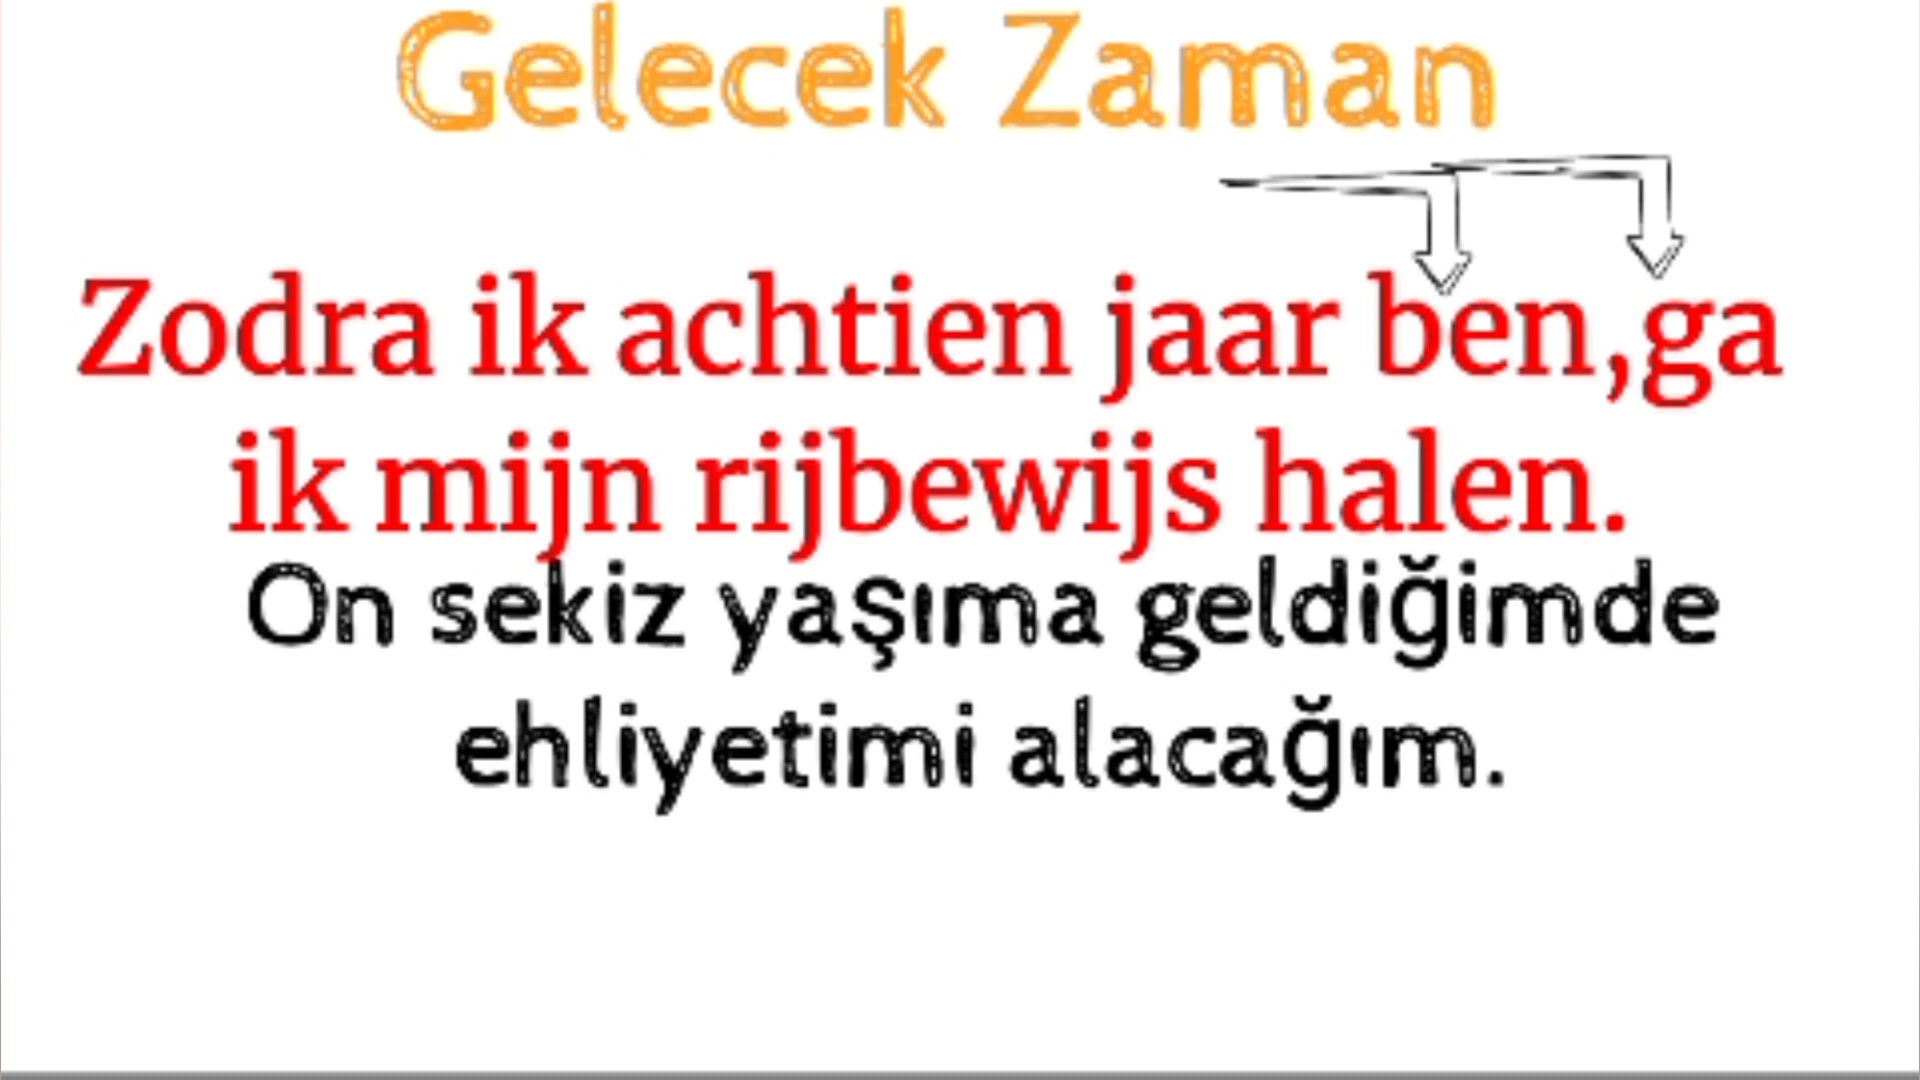 Gelecek Zaman
Zodra ik achtien jaar ben,ga
ik mijn rijbewijs halen.
On sekiz yaşıma geldiğimde
ehliyetimi alacağım.